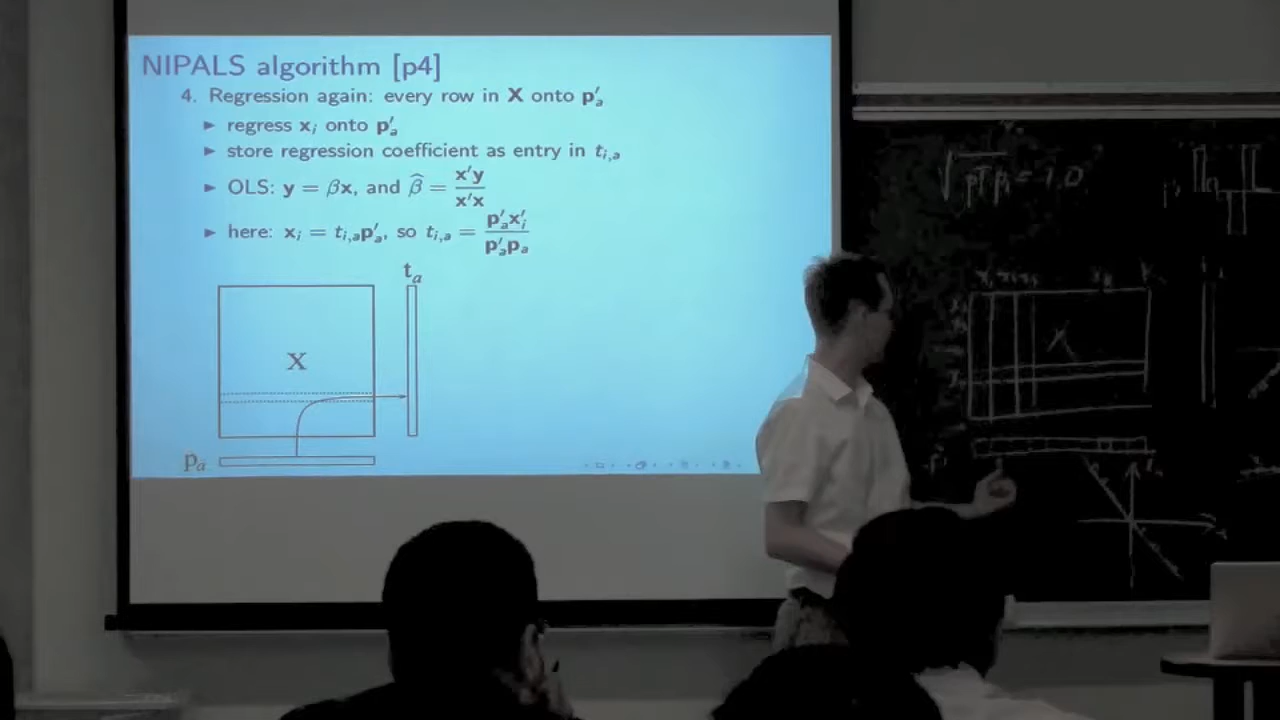 NIPALS algorithm [p4]
4. Regression again: every row in X onto p′ₐ
► regress xᵢ onto p′ₐ
► store regression coefficient as entry in tᵢ,ₐ
► OLS: y = βx, and β̂ = x′y / x′x
► here: xᵢ = tᵢ,ₐp′ₐ, so tᵢ,ₐ = p′ₐx′ᵢ / p′ₐpₐ
tₐ
X
pₐ
X